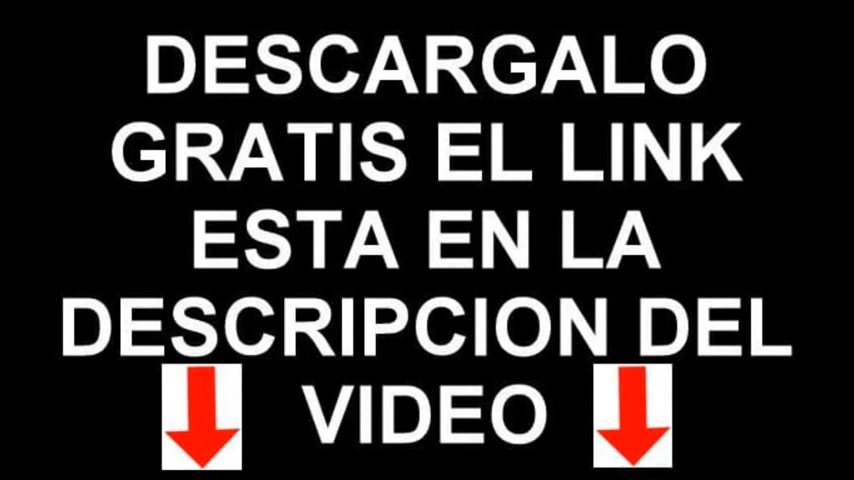 DESCARGALO
GRATIS EL LINK
ESTA EN LA
DESCRIPCION DEL
VIDEO